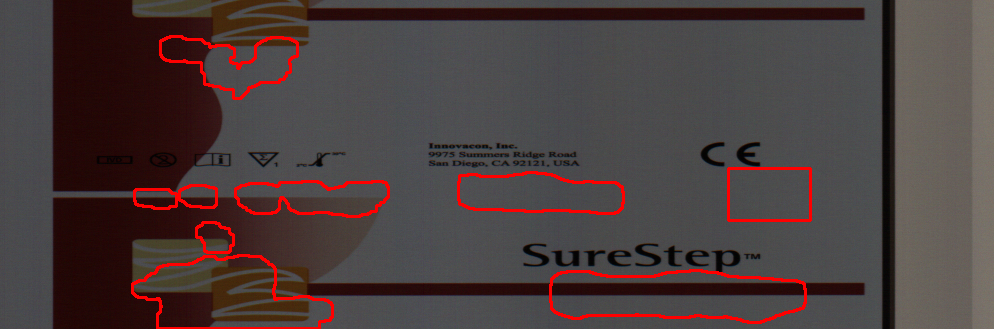 Innovacon, Inc.
9975 Summers Ridge Road
San Diego, CA 92121, USA
CE
SureStep™